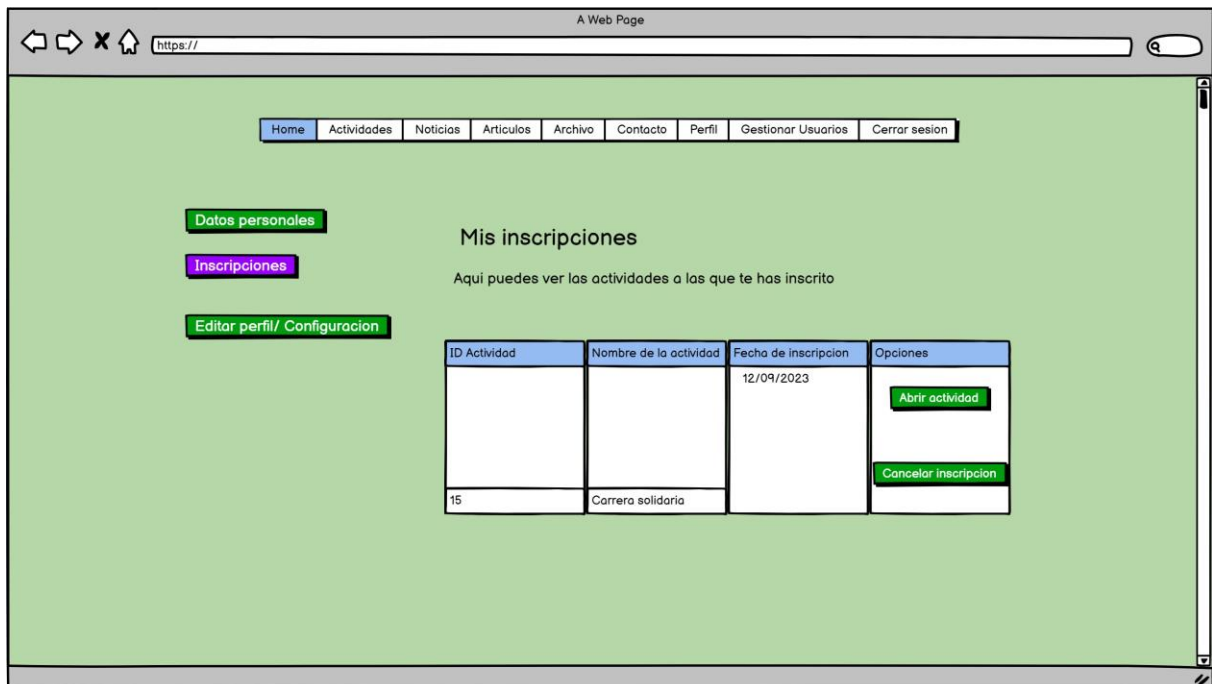 A Web Page
https://
Home Actividades Noticias Articulos Archivo Contacto Perfil Gestionar Usuarios Cerrar sesion
Datos personales
Inscripciones
Editar perfil/ Configuracion
Mis inscripciones
Aqui puedes ver las actividades a las que te has inscrito
ID Actividad Nombre de la actividad Fecha de inscripcion Opciones
12/09/2023
Abrir actividad
Cancelar inscripcion
15 Carrera solidaria